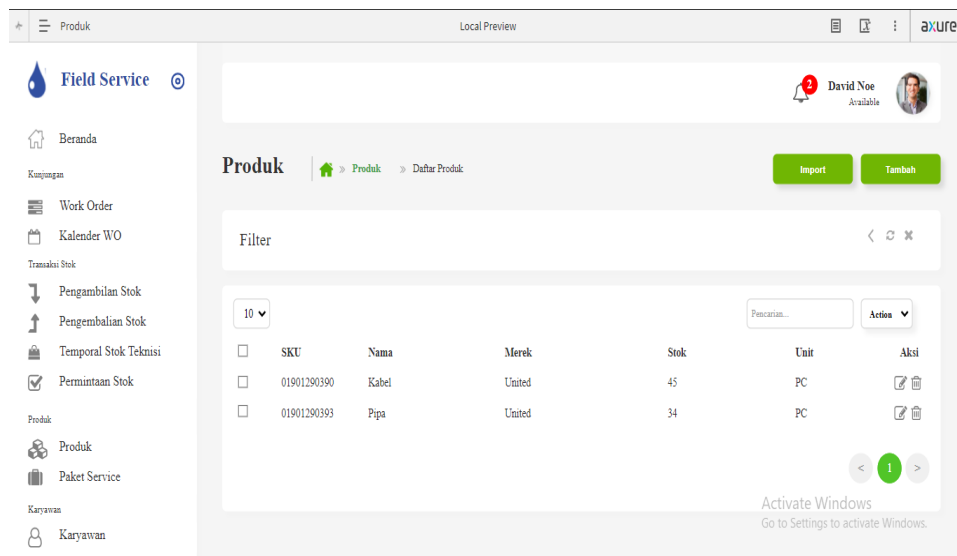 Produk
Local Preview
axure
Field Service
2
David Noe
Available
Beranda
Kunjungan
Work Order
Kalender WO
Transaksi Stok
Pengambilan Stok
Pengembalian Stok
Temporal Stok Teknisi
Permintaan Stok
Produk
Produk
Paket Service
Karyawan
Karyawan
Produk » Produk » Daftar Produk
Import Tambah
Filter
10 Pencarian... Action
SKU Nama Merek Stok Unit Aksi
01901290390 Kabel United 45 PC
01901290393 Pipa United 34 PC
< 1 >
Activate Windows
Go to Settings to activate Windows.